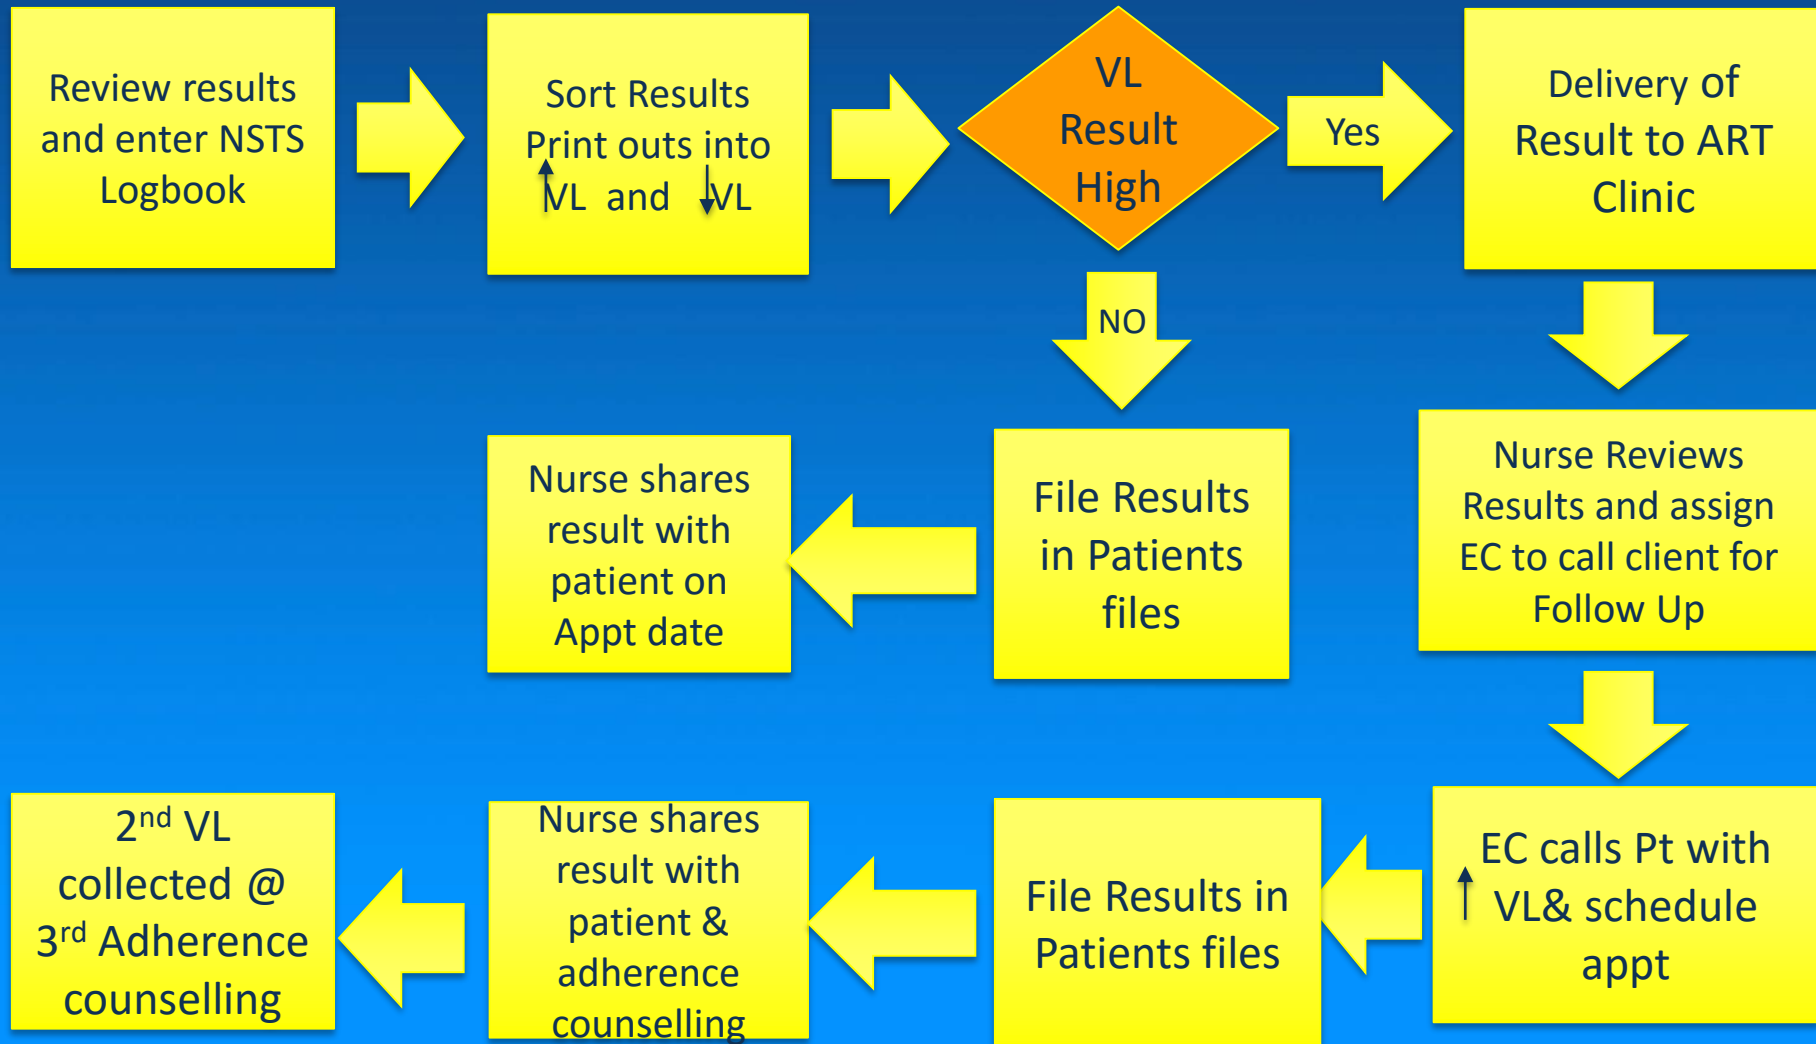 Review results
and enter NSTS
Logbook
Sort Results
Print outs into
↑VL and ↓VL
VL
Result
High
Yes
Delivery of
Result to ART
Clinic
NO
Nurse shares
result with
patient on
Appt date
File Results
in Patients
files
Nurse Reviews
Results and assign
EC to call client for
Follow Up
2nd VL
collected @
3rd Adherence
counselling
Nurse shares
result with
patient &
adherence
counselling
File Results in
Patients files
EC calls Pt with
↑ VL& schedule
appt